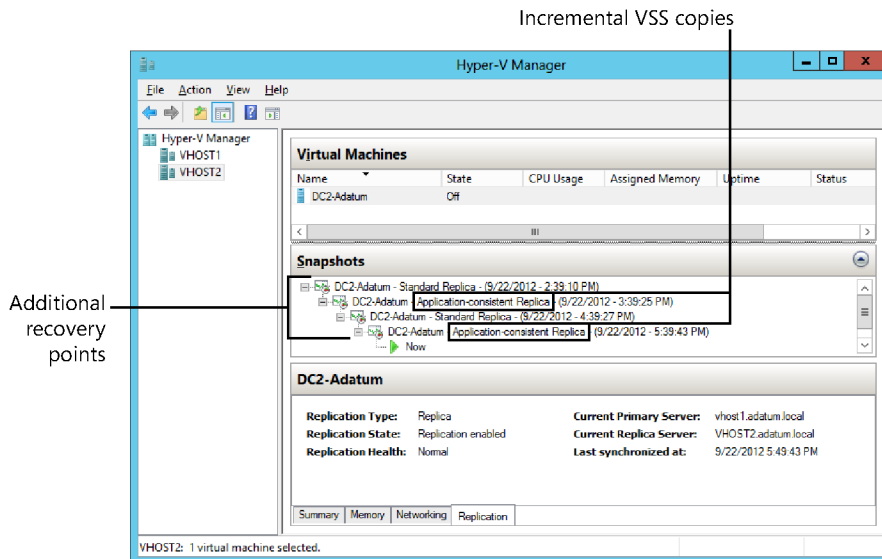 Incremental VSS copies
Hyper-V Manager
File Action View Help
Hyper-V Manager
VHOST1
VHOST2
Virtual Machines
Name State CPU Usage Assigned Memory Uptime Status
DC2-Adatum Off
Snapshots
DC2-Adatum - Standard Replica - (9/22/2012 - 2:39:10 PM)
DC2-Adatum - Application-consistent Replica - (9/22/2012 - 3:39:25 PM)
DC2-Adatum - Standard Replica - (9/22/2012 - 4:39:27 PM)
DC2-Adatum - Application-consistent Replica - (9/22/2012 - 5:39:43 PM)
Now
Additional
recovery
points
DC2-Adatum
Replication Type: Replica Current Primary Server: vhost1.adatum.local
Replication State: Replication enabled Current Replica Server: VHOST2.adatum.local
Replication Health: Normal Last synchronized at: 9/22/2012 5:49:43 PM
Summary Memory Networking Replication
VHOST2: 1 virtual machine selected.